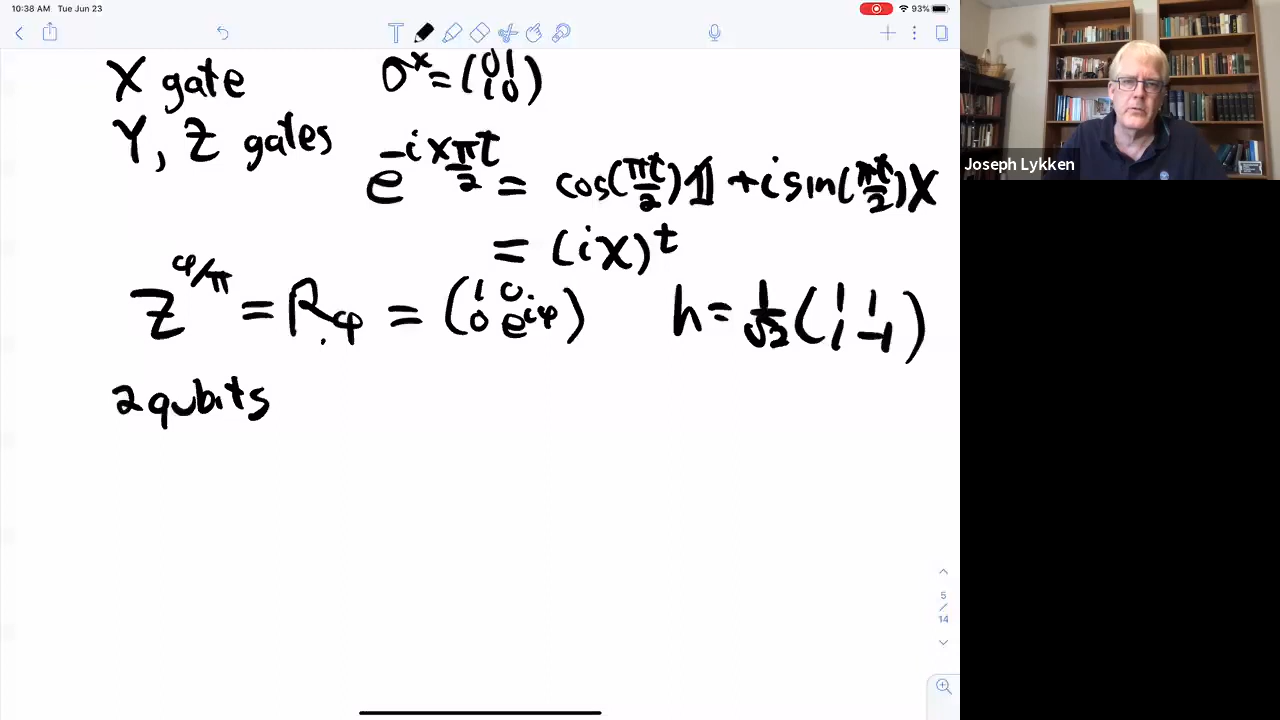 10:38 AM Tue Jun 23
93%
X gate σˣ = (0 1 / 1 0)
Y, Z gates
e^{-iXπt/2} = cos(πt/2)𝟙 + i sin(πt/2)X
= (iX)^t
Z^{φ/π} = R_φ = (1 0 / 0 e^{iφ}) h = 1/√2 (1 1 / 1 -1)
2 qubits
Joseph Lykken
5
/
14